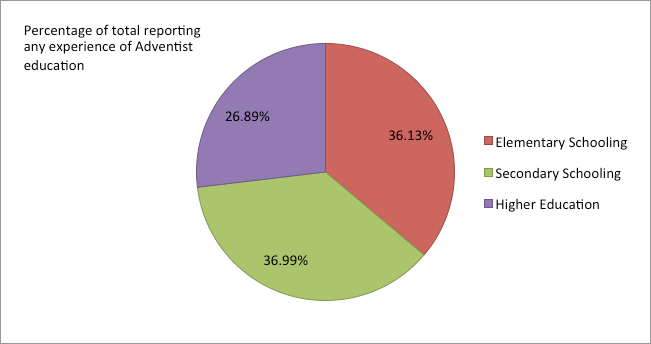 Percentage of total reporting
any experience of Adventist
education
26.89%
36.13%
36.99%
Elementary Schooling
Secondary Schooling
Higher Education